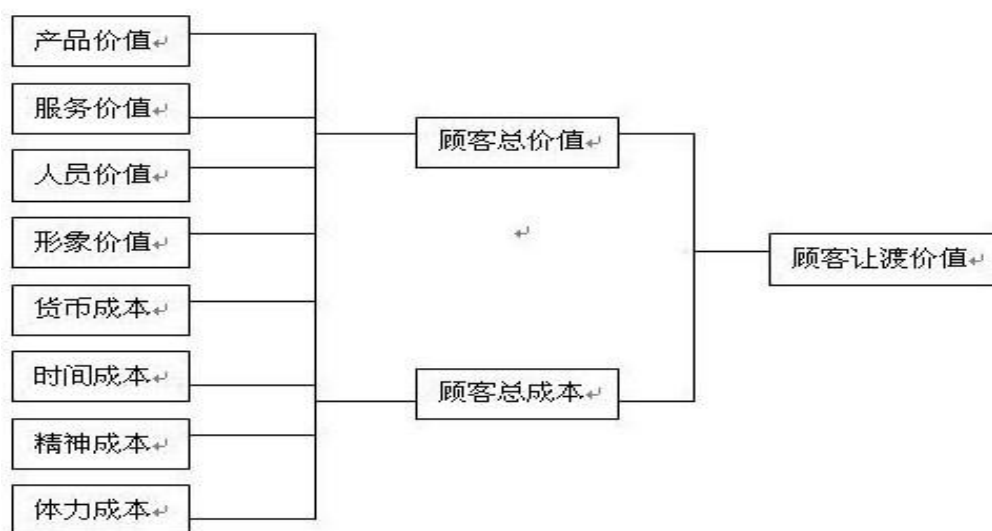 产品价值
服务价值
人员价值
形象价值
货币成本
时间成本
精神成本
体力成本
顾客总价值
顾客总成本
顾客让渡价值